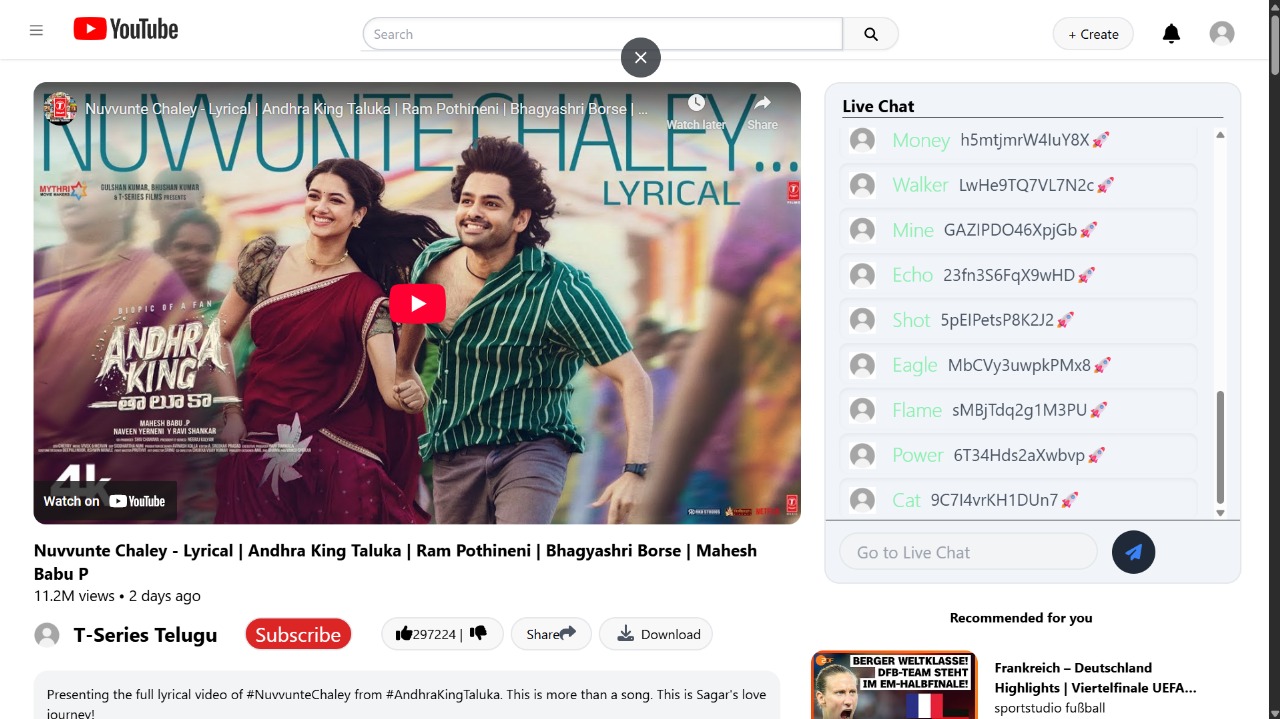 YouTube
Search
+ Create
Nuvvunte Chaley - Lyrical | Andhra King Taluka | Ram Pothineni | Bhagyashri Borse | ...
Watch later
Share
NUVVUNTE CHALEY...
LYRICAL
MYTHRI
MOVIE MAKERS
GULSHAN KUMAR, BHUSHAN KUMAR
& T-SERIES FILMS PRESENTS
BIOPIC OF A FAN
ANDHRA
KING
తాలూకా
MAHESH BABU .P
NAVEEN YERNENI Y RAVI SHANKAR
4K
Watch on YouTube
Nuvvunte Chaley - Lyrical | Andhra King Taluka | Ram Pothineni | Bhagyashri Borse | Mahesh
Babu P
11.2M views • 2 days ago
T-Series Telugu
Subscribe
297224 |
Share
Download
Presenting the full lyrical video of #NuvvunteChaley from #AndhraKingTaluka. This is more than a song. This is Sagar's love
journey!
Live Chat
Money h5mtjmrW4IuY8X🚀
Walker LwHe9TQ7VL7N2c🚀
Mine GAZIPDO46XpjGb🚀
Echo 23fn3S6FqX9wHD🚀
Shot 5pEIPetsP8K2J2🚀
Eagle MbCVy3uwpkPMx8🚀
Flame sMBjTdq2g1M3PU🚀
Power 6T34Hds2aXwbvp🚀
Cat 9C7I4vrKH1DUn7🚀
Go to Live Chat
Recommended for you
ZDF
BERGER WELTKLASSE!
DFB-TEAM STEHT
IM EM-HALBFINALE!
Frankreich – Deutschland
Highlights | Viertelfinale UEFA...
sportstudio fußball